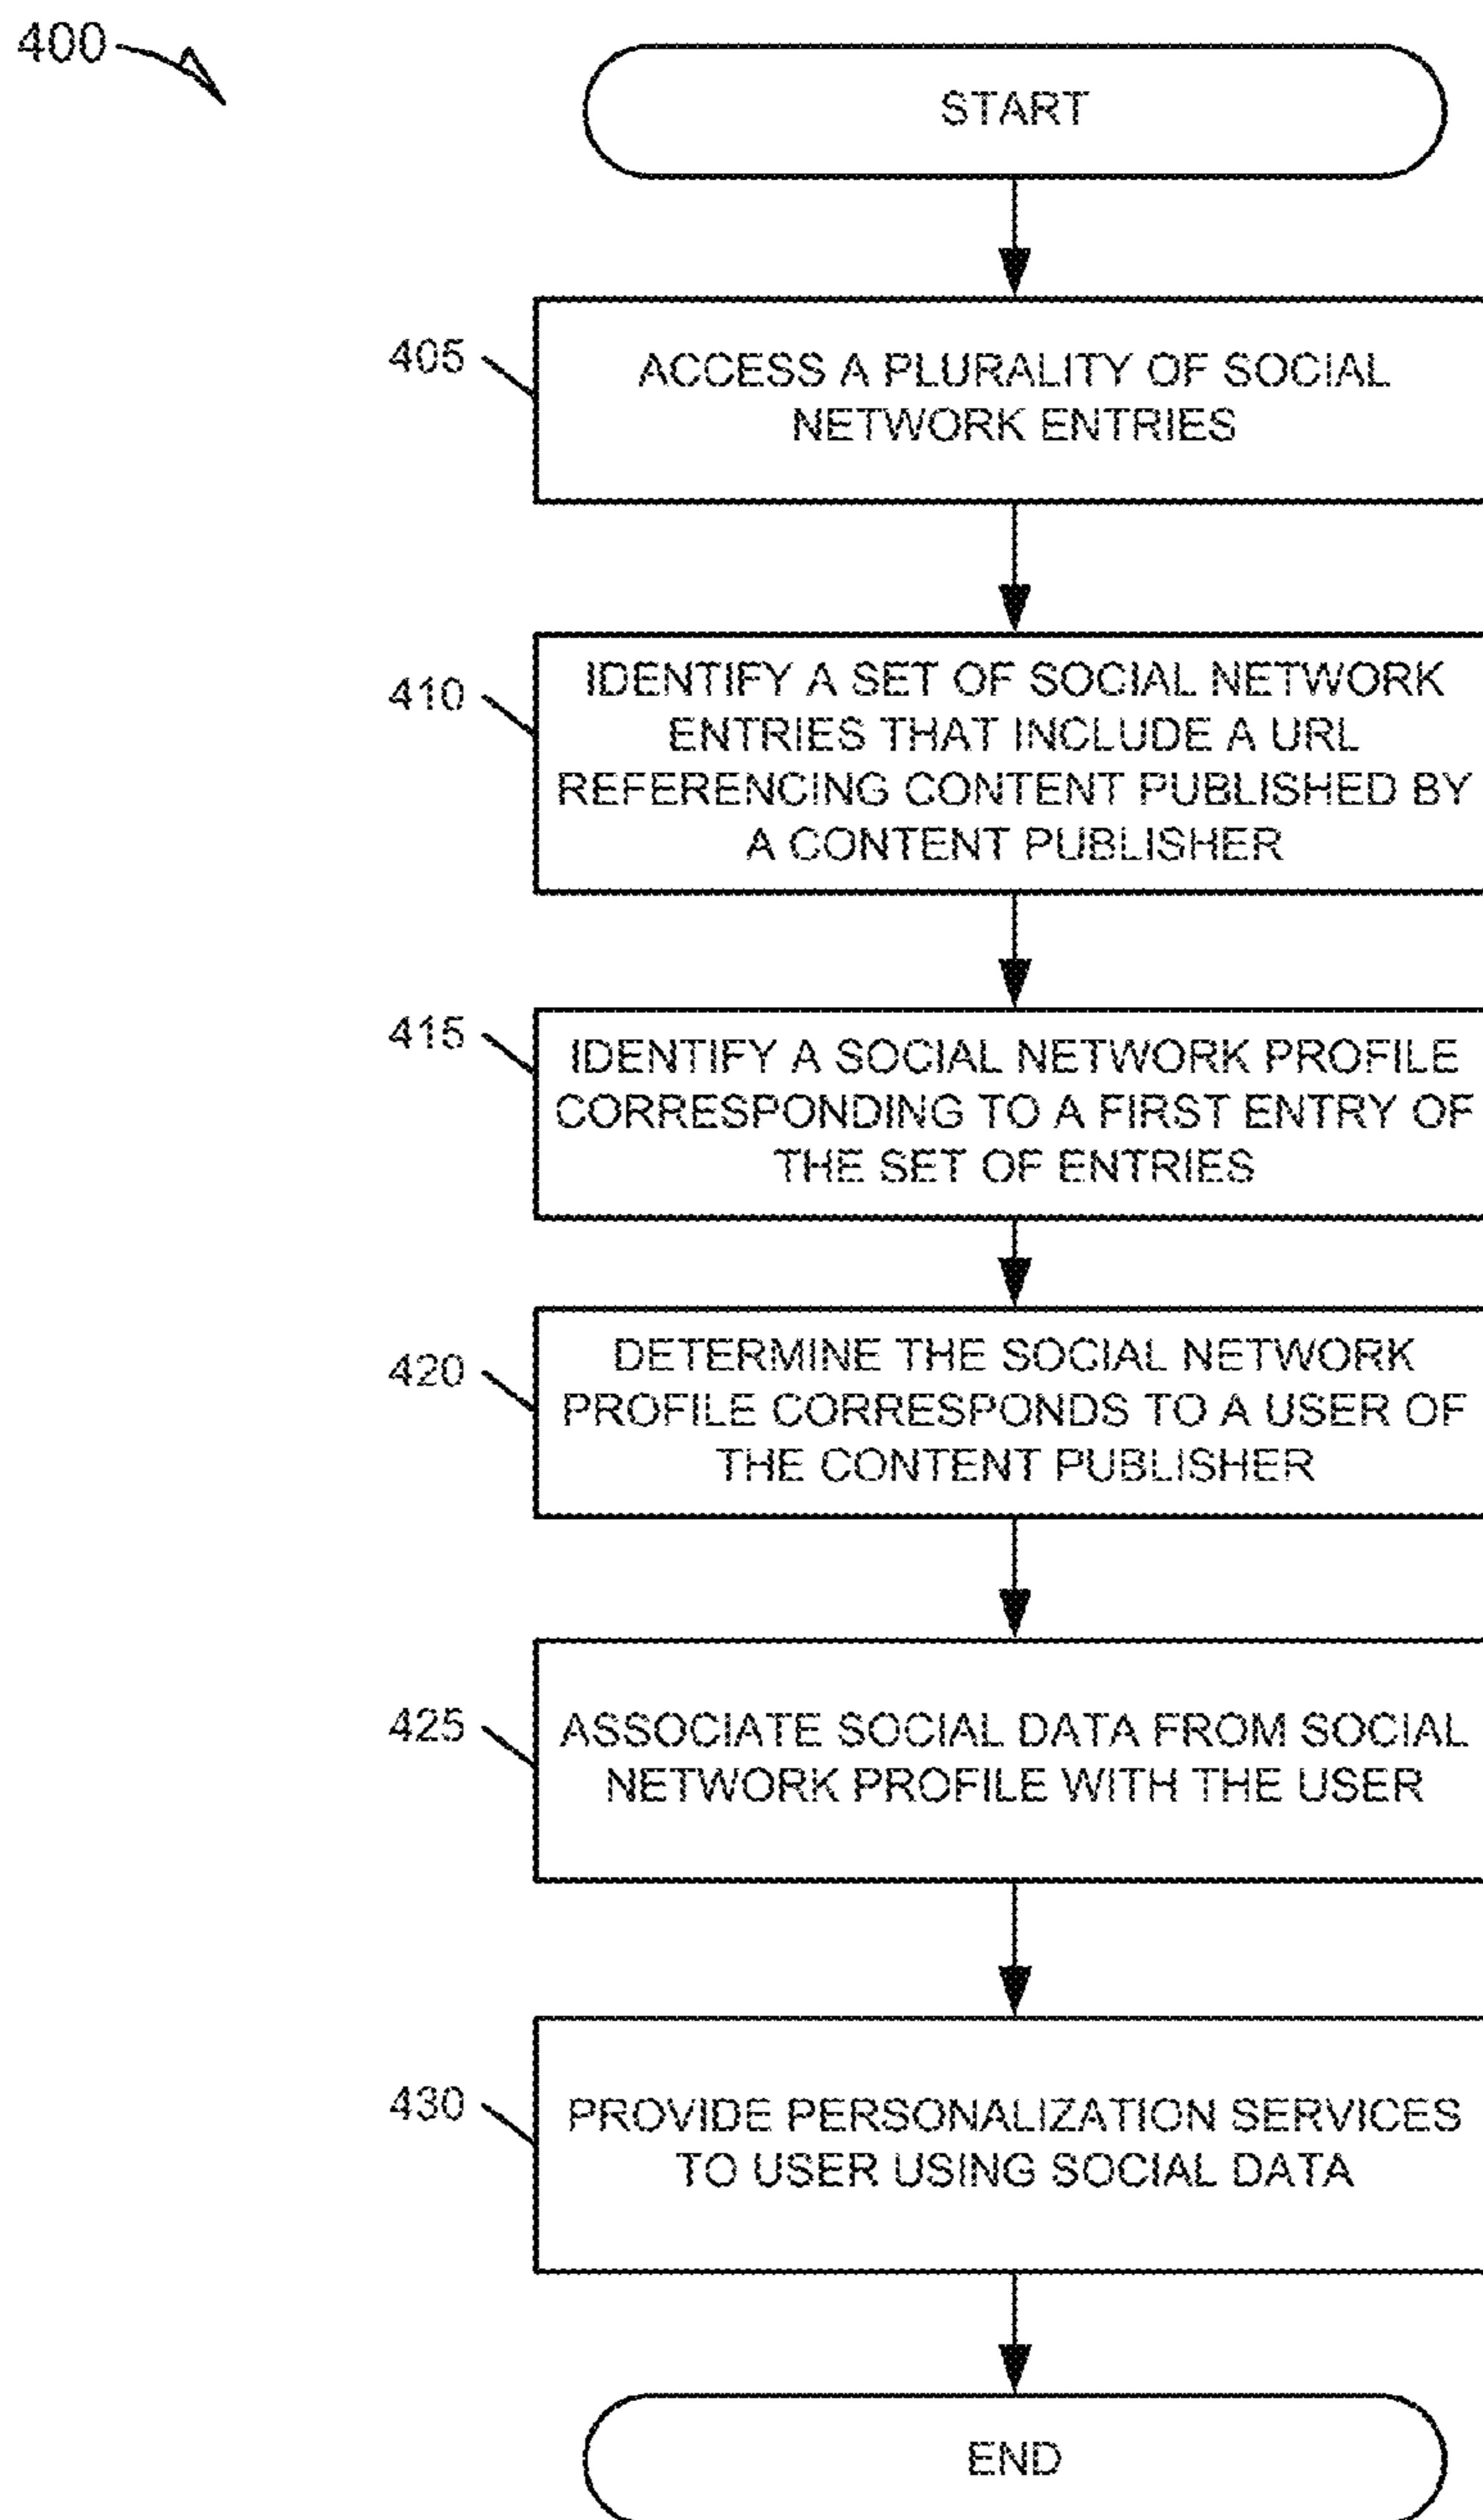 400
START
405
ACCESS A PLURALITY OF SOCIAL
NETWORK ENTRIES
410
IDENTIFY A SET OF SOCIAL NETWORK
ENTRIES THAT INCLUDE A URL
REFERENCING CONTENT PUBLISHED BY
A CONTENT PUBLISHER
415
IDENTIFY A SOCIAL NETWORK PROFILE
CORRESPONDING TO A FIRST ENTRY OF
THE SET OF ENTRIES
420
DETERMINE THE SOCIAL NETWORK
PROFILE CORRESPONDS TO A USER OF
THE CONTENT PUBLISHER
425
ASSOCIATE SOCIAL DATA FROM SOCIAL
NETWORK PROFILE WITH THE USER
430
PROVIDE PERSONALIZATION SERVICES
TO USER USING SOCIAL DATA
END